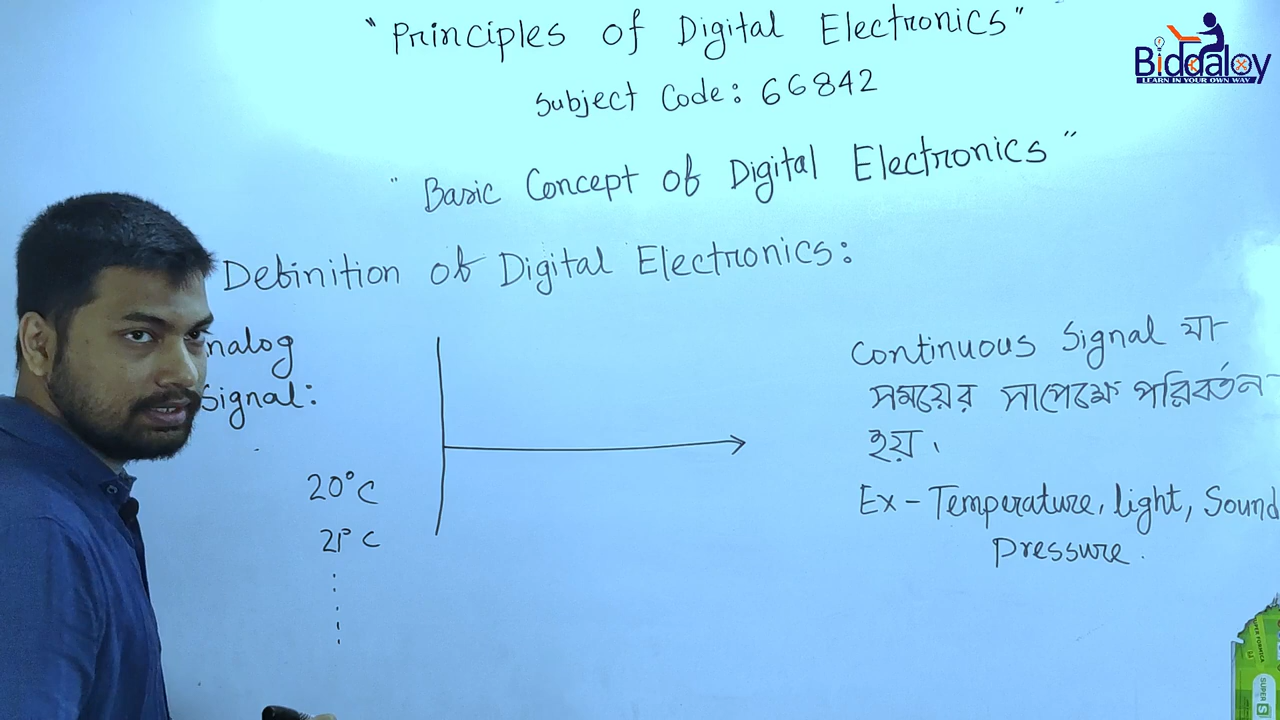 "Principles of Digital Electronics"
Subject Code: 66842
"Basic Concept of Digital Electronics"
Definition of Digital Electronics:
nalog
Signal:
20°C
21°C
Continuous Signal যা
সময়ের সাপেক্ষে পরিবর্তন
হয়।
Ex - Temperature, light, Sound
Pressure.
Biddaloy
LEARN IN YOUR OWN WAY
SUPER